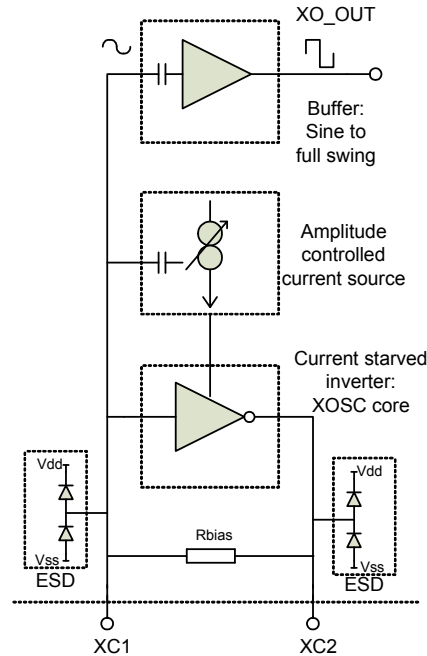 XO_OUT
Buffer:
Sine to
full swing
Amplitude
controlled
current source
Current starved
inverter:
XOSC core
Vdd
Vss
ESD
Rbias
Vdd
Vss
ESD
XC1
XC2